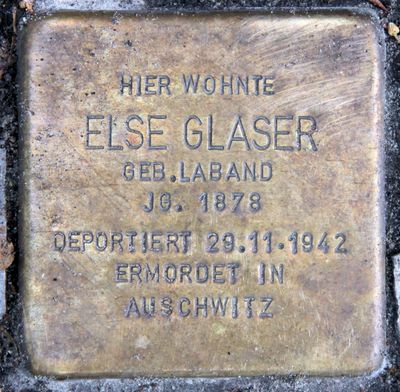 HIER WOHNTE
ELSE GLASER
GEB. LABAND
JG. 1878
DEPORTIERT 29.11.1942
ERMORDET IN
AUSCHWITZ